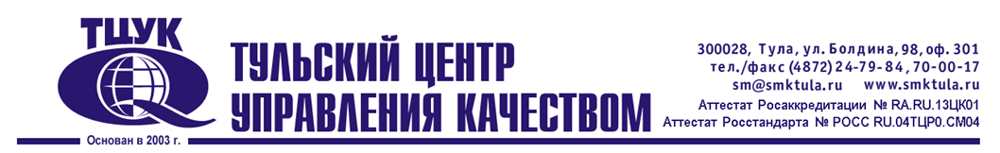 ТЦУК
Основан в 2003 г.
ТУЛЬСКИЙ ЦЕНТР
УПРАВЛЕНИЯ КАЧЕСТВОМ
300028, Тула, ул. Болдина, 98, оф. 301
тел./факс (4872) 24-79-84, 70-00-17
sm@smktula.ru www.smktula.ru
Аттестат Росаккредитации № RA.RU.13ЦК01
Аттестат Росстандарта № РОСС RU.04ТЦР0.СМ04